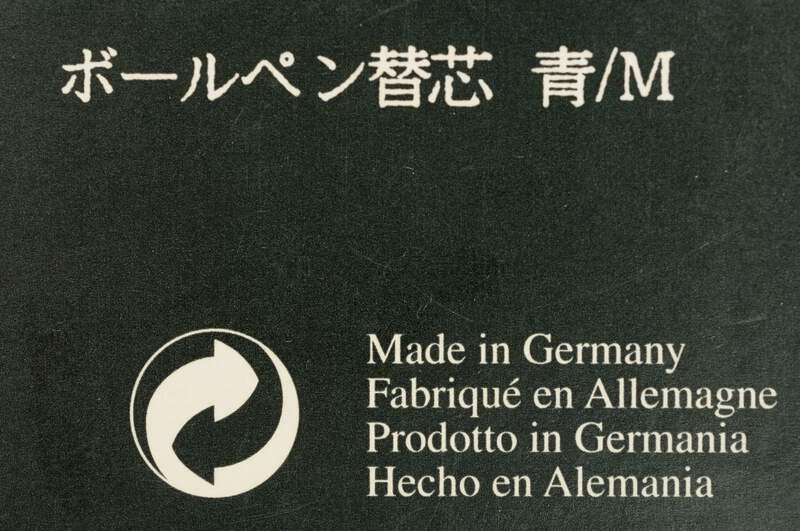 ボールペン替芯 青/M
Made in Germany
Fabriqué en Allemagne
Prodotto in Germania
Hecho en Alemania